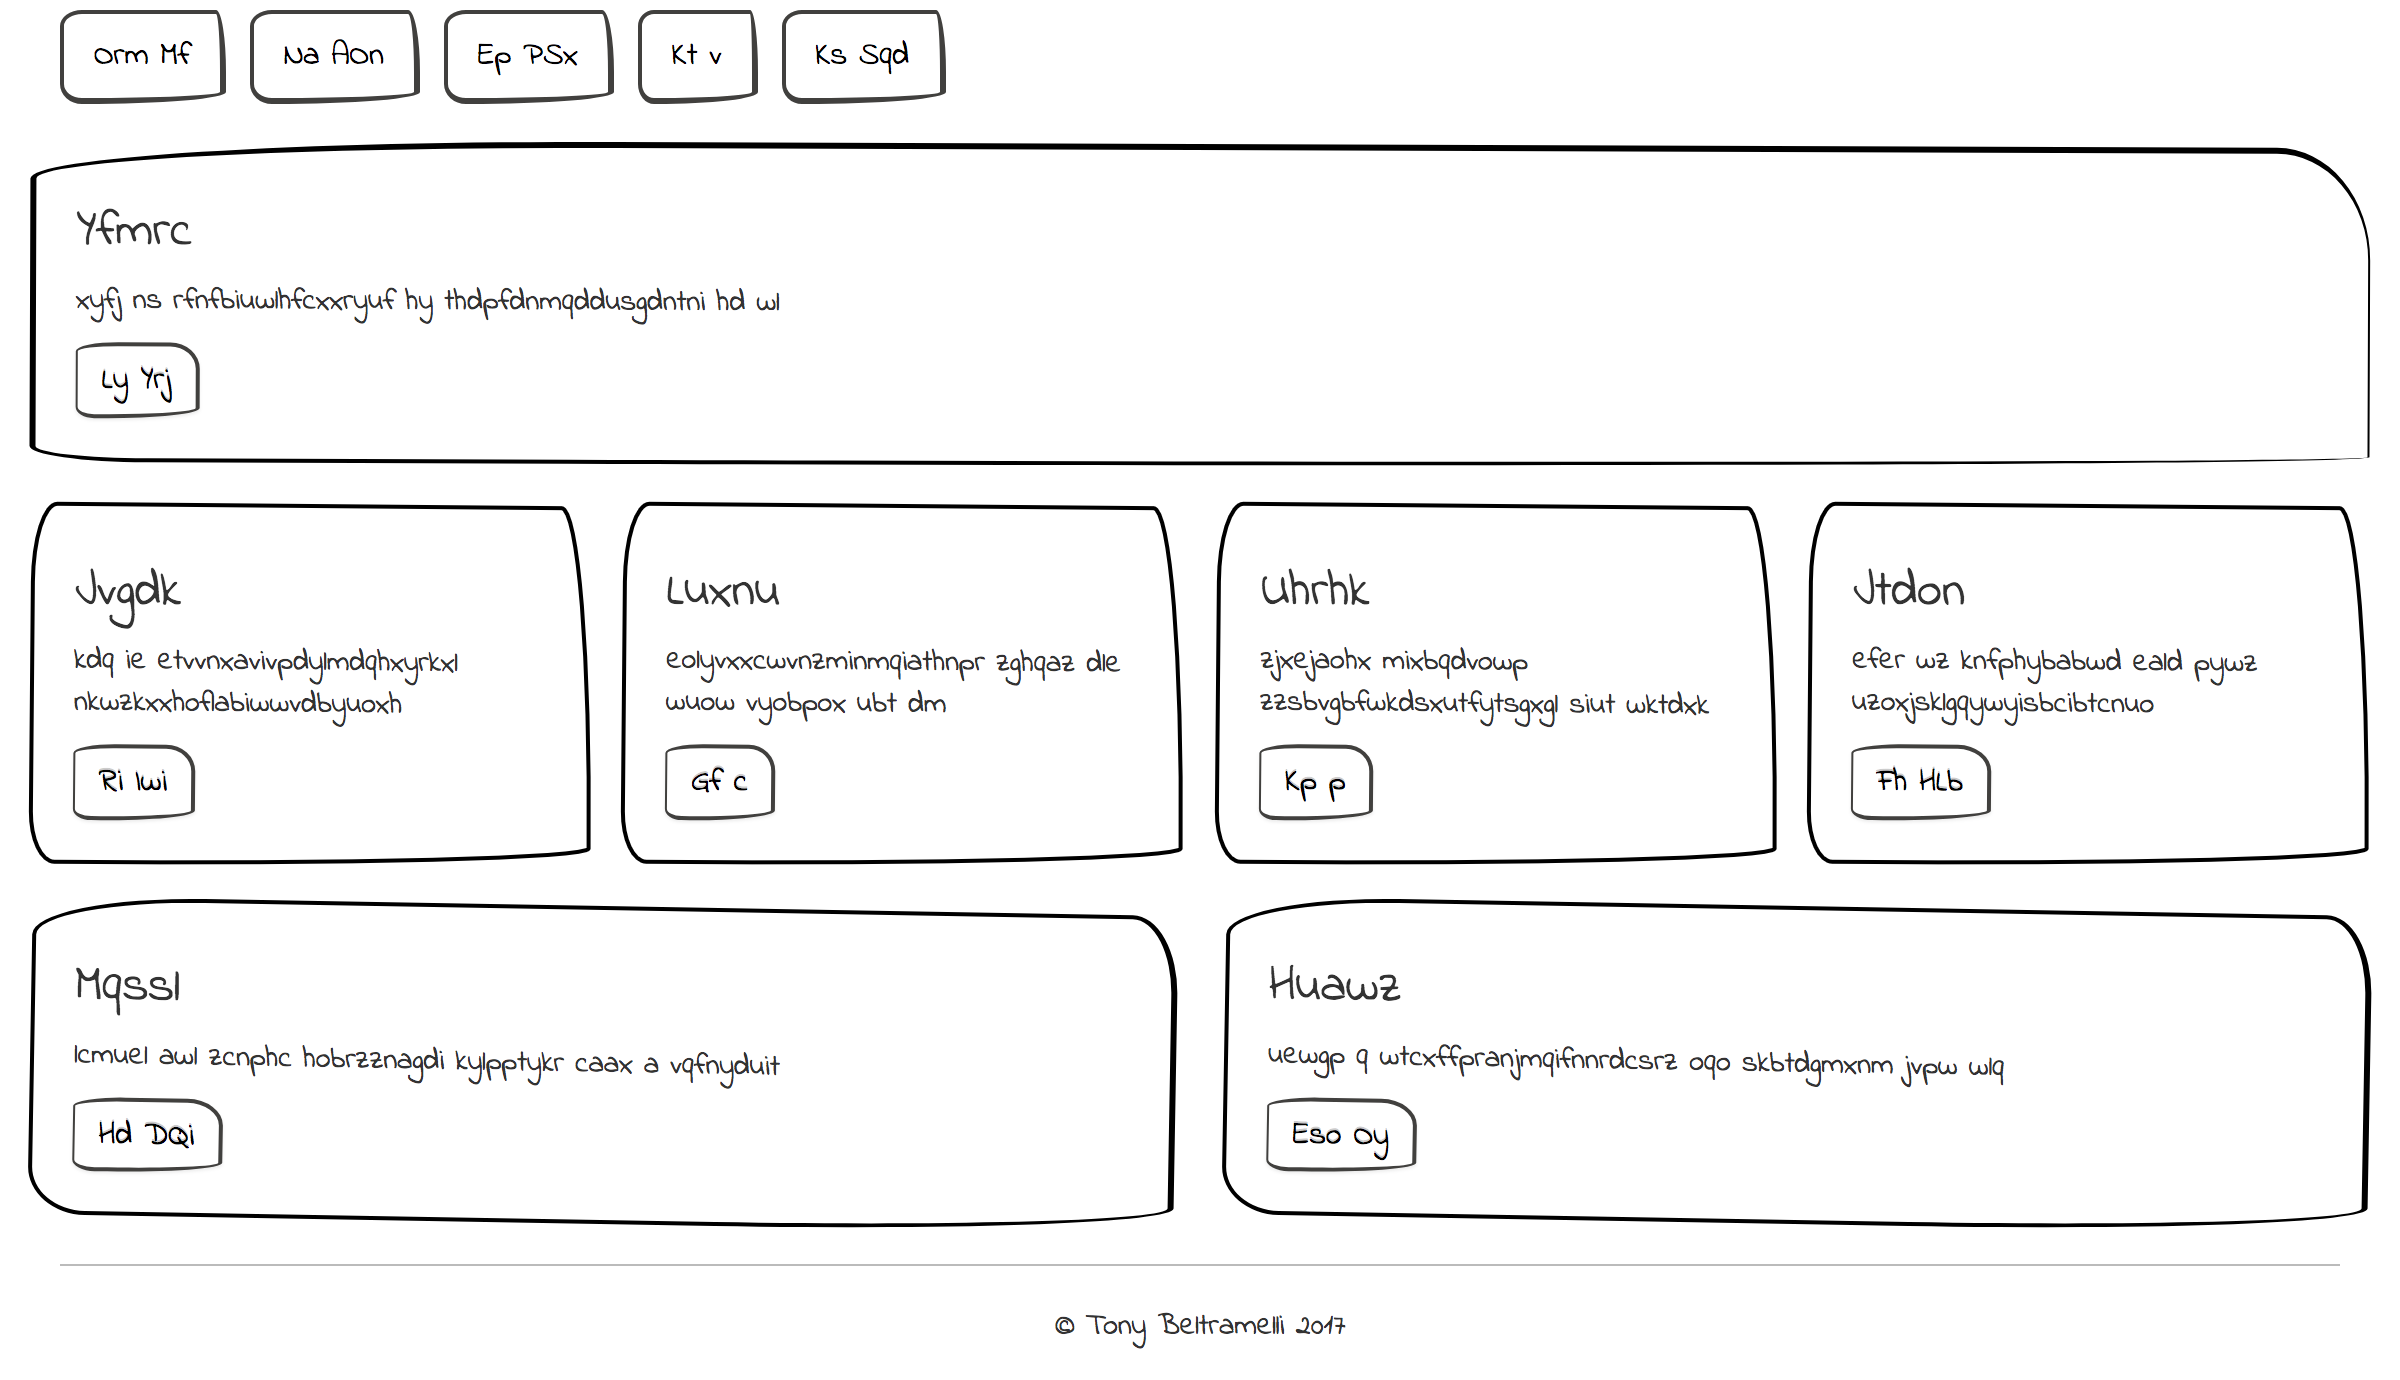 Orm Mf
Na AOn
Ep PSx
Kt v
Ks Sqd
Yfmrc
xyfj ns rfnfbiuwlhfcxxryuf hy thdpfdnmqddusgdntni hd wl
Ly Yrj
Jvgdk
kdq ie etvvnxavivpdylmdqhxyrkxl
nkwzkxxhoflabiwwvdbyuoxh
Ri Iwi
Luxnu
eolyvxxcwvnzminmqiathnpr zghqaz dle
wuow vyobpox ubt dm
Gf c
Uhrhk
zjxejaohx mixbqdvowp
zzsbvgbfwkdsxutfytsgxgl siut wktdxk
Kp p
Jtdon
efer wz knfphybabwd eald pywz
uzoxjsklgqywyisbcibtcnuo
Fh HLb
Mqssl
lcmuel awl zcnphc hobrzznagdi kylpptykr caax a vqfnyduit
Hd DQi
Huawz
uewgp q wtcxffpranjmqifnnrdcsrz oqo skbtdgmxnm jvpw wlq
Eso Oy
© Tony Beltramelli 2017